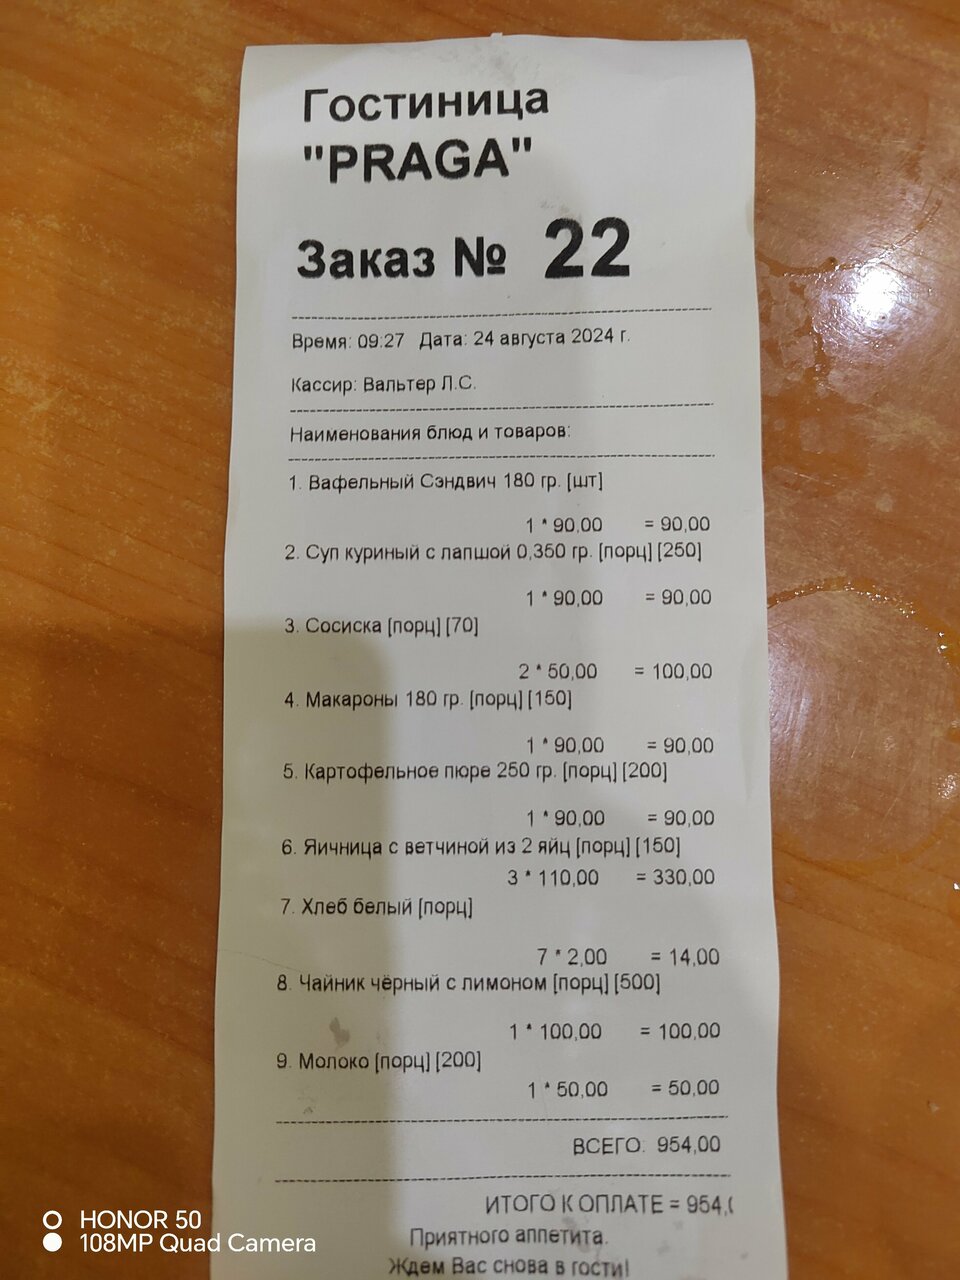 Гостиница
"PRAGA"
Заказ № 22
Время: 09:27 Дата: 24 августа 2024 г.
Кассир: Вальтер Л.С.
Наименования блюд и товаров:
1. Вафельный Сэндвич 180 гр. [шт]
1 * 90,00 = 90,00
2. Суп куриный с лапшой 0,350 гр. [порц] [250]
1 * 90,00 = 90,00
3. Сосиска [порц] [70]
2 * 50,00 = 100,00
4. Макароны 180 гр. [порц] [150]
1 * 90,00 = 90,00
5. Картофельное пюре 250 гр. [порц] [200]
1 * 90,00 = 90,00
6. Яичница с ветчиной из 2 яйц [порц] [150]
3 * 110,00 = 330,00
7. Хлеб белый [порц]
7 * 2,00 = 14,00
8. Чайник чёрный с лимоном [порц] [500]
1 * 100,00 = 100,00
9. Молоко [порц] [200]
1 * 50,00 = 50,00
ВСЕГО: 954,00
ИТОГО К ОПЛАТЕ = 954,0
Приятного аппетита.
Ждем Вас снова в гости!
HONOR 50
108MP Quad Camera